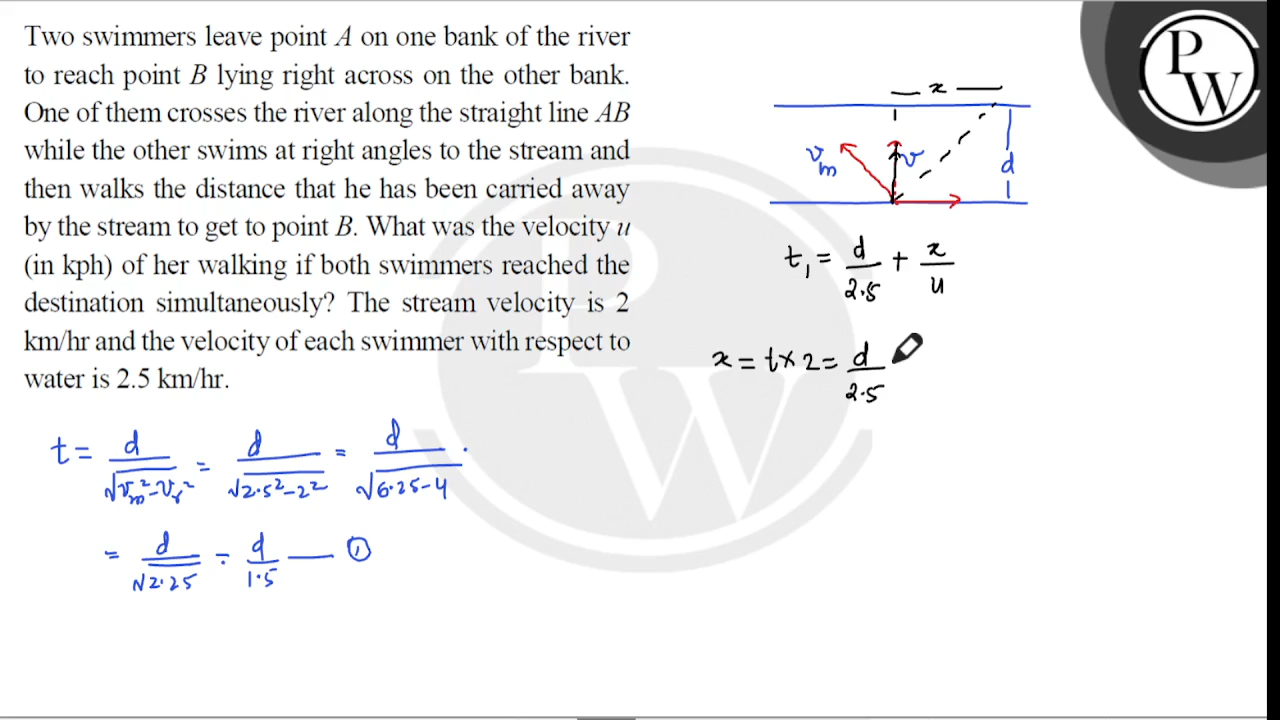 Two swimmers leave point A on one bank of the river
to reach point B lying right across on the other bank.
One of them crosses the river along the straight line AB
while the other swims at right angles to the stream and
then walks the distance that he has been carried away
by the stream to get to point B. What was the velocity u
(in kph) of her walking if both swimmers reached the
destination simultaneously? The stream velocity is 2
km/hr and the velocity of each swimmer with respect to
water is 2.5 km/hr.
t = d/√(v_m² - v_r²) = d/√(2.5² - 2²) = d/√(6.25 - 4) .
= d/√2.25 = d/1.5 — ①
P
W
x
v_m
v
d
t₁ = d/2.5 + x/u
x = t × 2 = d/2.5
PW